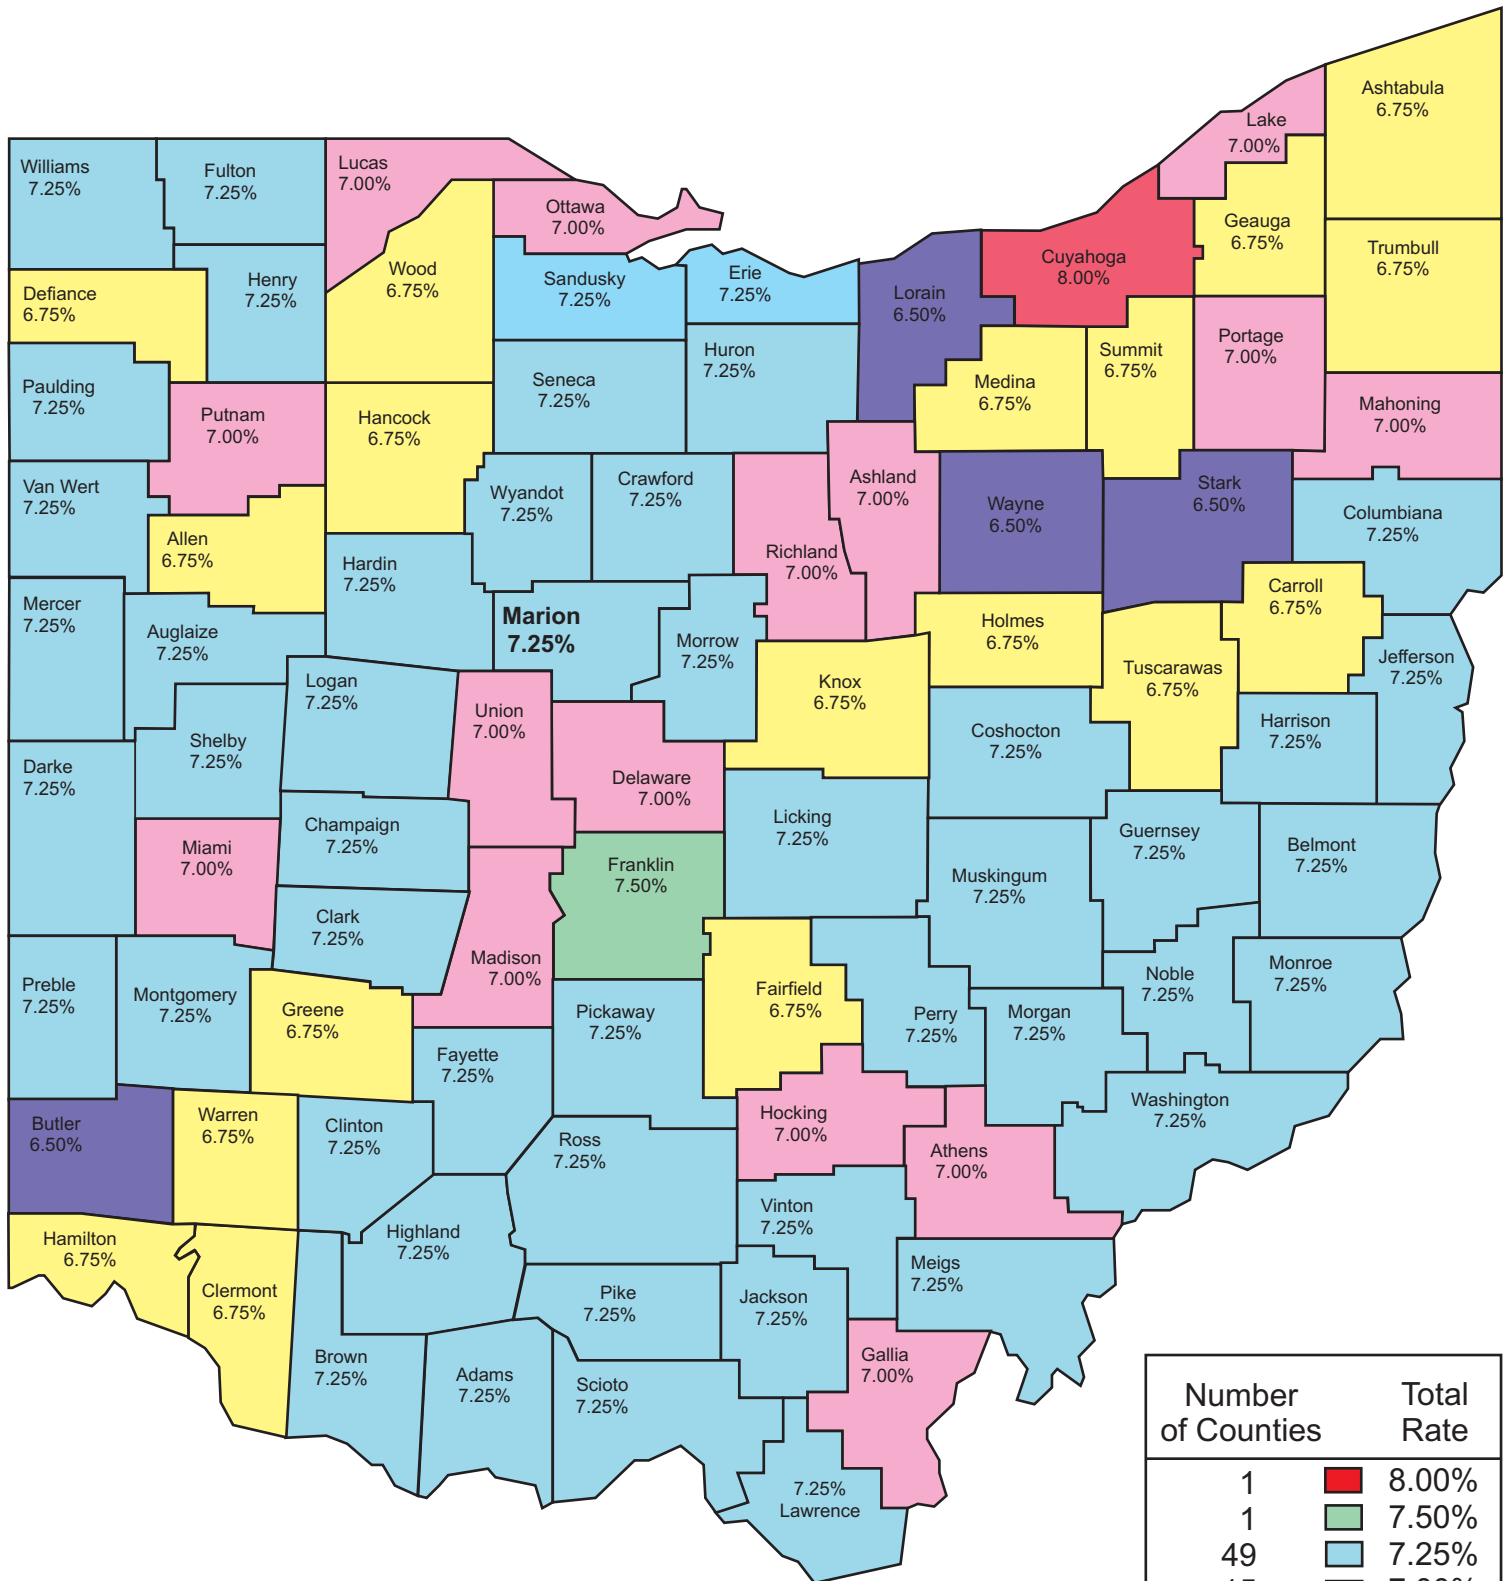 Ashtabula
6.75%
Lake
7.00%
Williams
7.25%
Fulton
7.25%
Lucas
7.00%
Ottawa
7.00%
Geauga
6.75%
Trumbull
6.75%
Cuyahoga
8.00%
Wood
6.75%
Henry
7.25%
Sandusky
7.25%
Erie
7.25%
Defiance
6.75%
Lorain
6.50%
Portage
7.00%
Summit
6.75%
Huron
7.25%
Medina
6.75%
Seneca
7.25%
Paulding
7.25%
Mahoning
7.00%
Putnam
7.00%
Hancock
6.75%
Ashland
7.00%
Crawford
7.25%
Van Wert
7.25%
Wyandot
7.25%
Stark
6.50%
Wayne
6.50%
Columbiana
7.25%
Allen
6.75%
Richland
7.00%
Hardin
7.25%
Carroll
6.75%
Mercer
7.25%
Marion
7.25%
Holmes
6.75%
Auglaize
7.25%
Morrow
7.25%
Jefferson
7.25%
Tuscarawas
6.75%
Logan
7.25%
Knox
6.75%
Union
7.00%
Harrison
7.25%
Coshocton
7.25%
Shelby
7.25%
Darke
7.25%
Delaware
7.00%
Licking
7.25%
Champaign
7.25%
Guernsey
7.25%
Belmont
7.25%
Miami
7.00%
Franklin
7.50%
Muskingum
7.25%
Clark
7.25%
Madison
7.00%
Monroe
7.25%
Noble
7.25%
Preble
7.25%
Montgomery
7.25%
Fairfield
6.75%
Greene
6.75%
Pickaway
7.25%
Perry
7.25%
Morgan
7.25%
Fayette
7.25%
Washington
7.25%
Hocking
7.00%
Warren
6.75%
Butler
6.50%
Clinton
7.25%
Ross
7.25%
Athens
7.00%
Vinton
7.25%
Highland
7.25%
Hamilton
6.75%
Meigs
7.25%
Clermont
6.75%
Pike
7.25%
Jackson
7.25%
Gallia
7.00%
Brown
7.25%
Adams
7.25%
Scioto
7.25%
7.25%
Lawrence
Number Total
of Counties Rate
1 8.00%
1 7.50%
49 7.25%